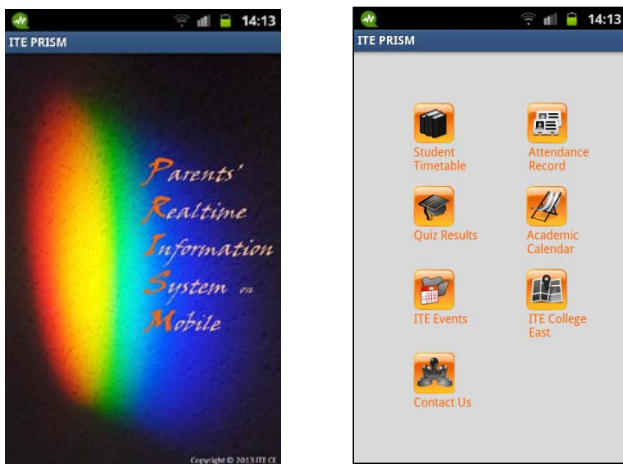 14:13
ITE PRISM
Parents'
Realtime
Information
System on
Mobile
Copyright © 2013 ITE CE
14:13
ITE PRISM
Student
Timetable
Attendance
Record
Quiz Results
Academic
Calendar
ITE Events
ITE College
East
Contact Us